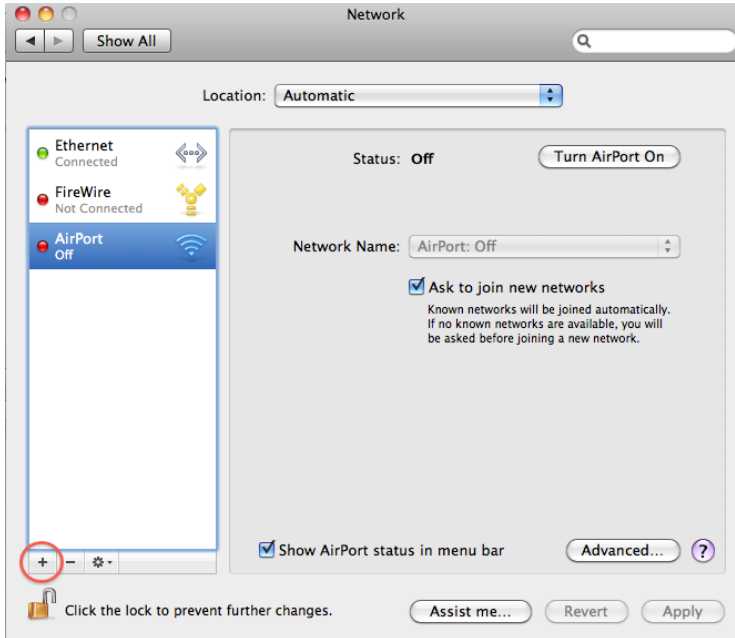 Network
Show All
Location: Automatic
Ethernet
Connected
FireWire
Not Connected
AirPort
Off
Status: Off
Turn AirPort On
Network Name: AirPort: Off
Ask to join new networks
Known networks will be joined automatically.
If no known networks are available, you will
be asked before joining a new network.
Show AirPort status in menu bar
Advanced...
?
Click the lock to prevent further changes.
Assist me...
Revert
Apply